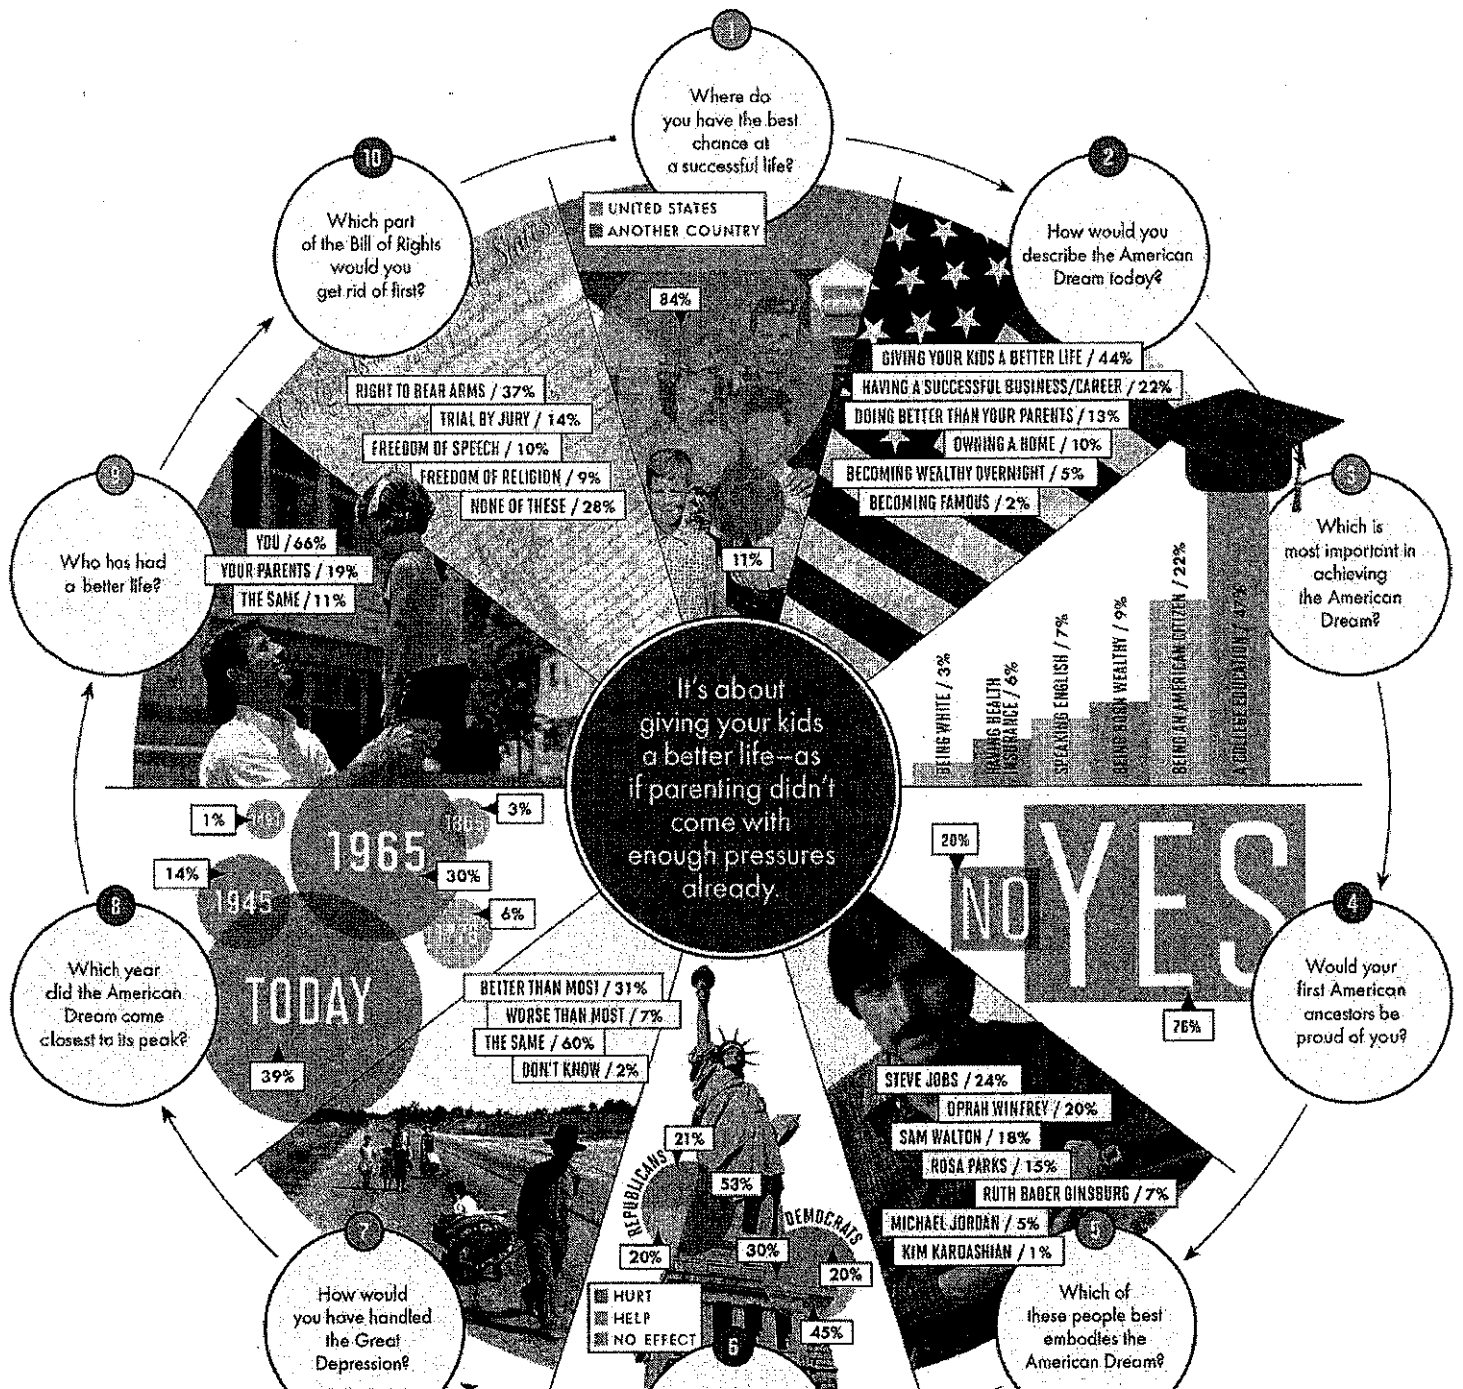 1
Where do
you have the best
chance at
a successful life?
UNITED STATES
ANOTHER COUNTRY
84%
11%
2
How would you
describe the American
Dream today?
GIVING YOUR KIDS A BETTER LIFE / 44%
HAVING A SUCCESSFUL BUSINESS/CAREER / 22%
DOING BETTER THAN YOUR PARENTS / 13%
OWNING A HOME / 10%
BECOMING WEALTHY OVERNIGHT / 5%
BECOMING FAMOUS / 2%
3
Which is
most important in
achieving
the American
Dream?
BEING WHITE / 3%
HAVING HEALTH
INSURANCE / 6%
SPEAKING ENGLISH / 7%
BEING BORN WEALTHY / 9%
BEING AN AMERICAN CITIZEN / 22%
A COLLEGE EDUCATION / 47%
4
Would your
first American
ancestors be
proud of you?
20%
NO
YES
76%
5
Which of
these people best
embodies the
American Dream?
STEVE JOBS / 24%
OPRAH WINFREY / 20%
SAM WALTON / 18%
ROSA PARKS / 15%
RUTH BADER GINSBURG / 7%
MICHAEL JORDAN / 5%
KIM KARDASHIAN / 1%
6
REPUBLICANS
21%
53%
20%
DEMOCRATS
30%
20%
45%
HURT
HELP
NO EFFECT
7
How would
you have handled
the Great
Depression?
BETTER THAN MOST / 31%
WORSE THAN MOST / 7%
THE SAME / 60%
DON'T KNOW / 2%
8
Which year
did the American
Dream come
closest to its peak?
1%
1965
30%
1865
3%
14%
1945
6%
TODAY
39%
9
Who has had
a better life?
YOU / 66%
YOUR PARENTS / 19%
THE SAME / 11%
10
Which part
of the Bill of Rights
would you
get rid of first?
RIGHT TO BEAR ARMS / 37%
TRIAL BY JURY / 14%
FREEDOM OF SPEECH / 10%
FREEDOM OF RELIGION / 9%
NONE OF THESE / 28%
It's about
giving your kids
a better life—as
if parenting didn't
come with
enough pressures
already.